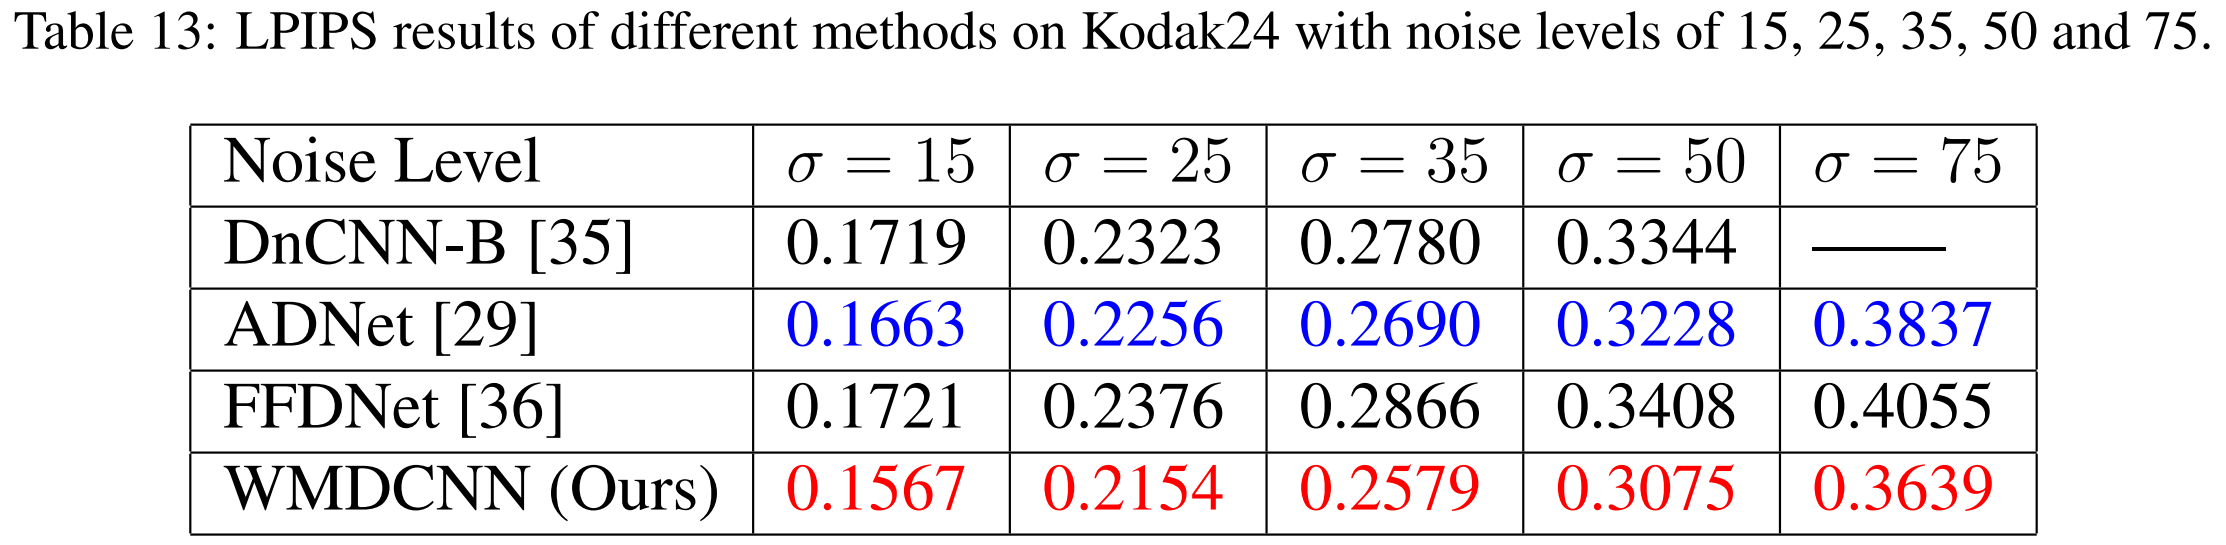 Table 13: LPIPS results of different methods on Kodak24 with noise levels of 15, 25, 35, 50 and 75.
Noise Level σ = 15 σ = 25 σ = 35 σ = 50 σ = 75
DnCNN-B [35] 0.1719 0.2323 0.2780 0.3344 ——
ADNet [29] 0.1663 0.2256 0.2690 0.3228 0.3837
FFDNet [36] 0.1721 0.2376 0.2866 0.3408 0.4055
WMDCNN (Ours) 0.1567 0.2154 0.2579 0.3075 0.3639